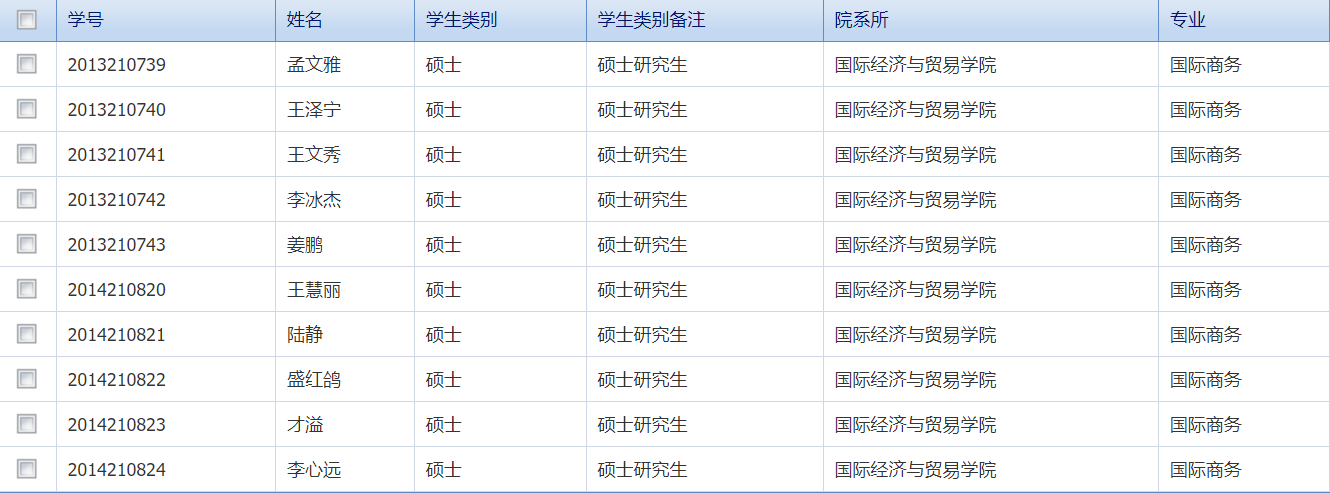 学号 姓名 学生类别 学生类别备注 院系所 专业
2013210739 孟文雅 硕士 硕士研究生 国际经济与贸易学院 国际商务
2013210740 王泽宁 硕士 硕士研究生 国际经济与贸易学院 国际商务
2013210741 王文秀 硕士 硕士研究生 国际经济与贸易学院 国际商务
2013210742 李冰杰 硕士 硕士研究生 国际经济与贸易学院 国际商务
2013210743 姜鹏 硕士 硕士研究生 国际经济与贸易学院 国际商务
2014210820 王慧丽 硕士 硕士研究生 国际经济与贸易学院 国际商务
2014210821 陆静 硕士 硕士研究生 国际经济与贸易学院 国际商务
2014210822 盛红鸽 硕士 硕士研究生 国际经济与贸易学院 国际商务
2014210823 才溢 硕士 硕士研究生 国际经济与贸易学院 国际商务
2014210824 李心远 硕士 硕士研究生 国际经济与贸易学院 国际商务